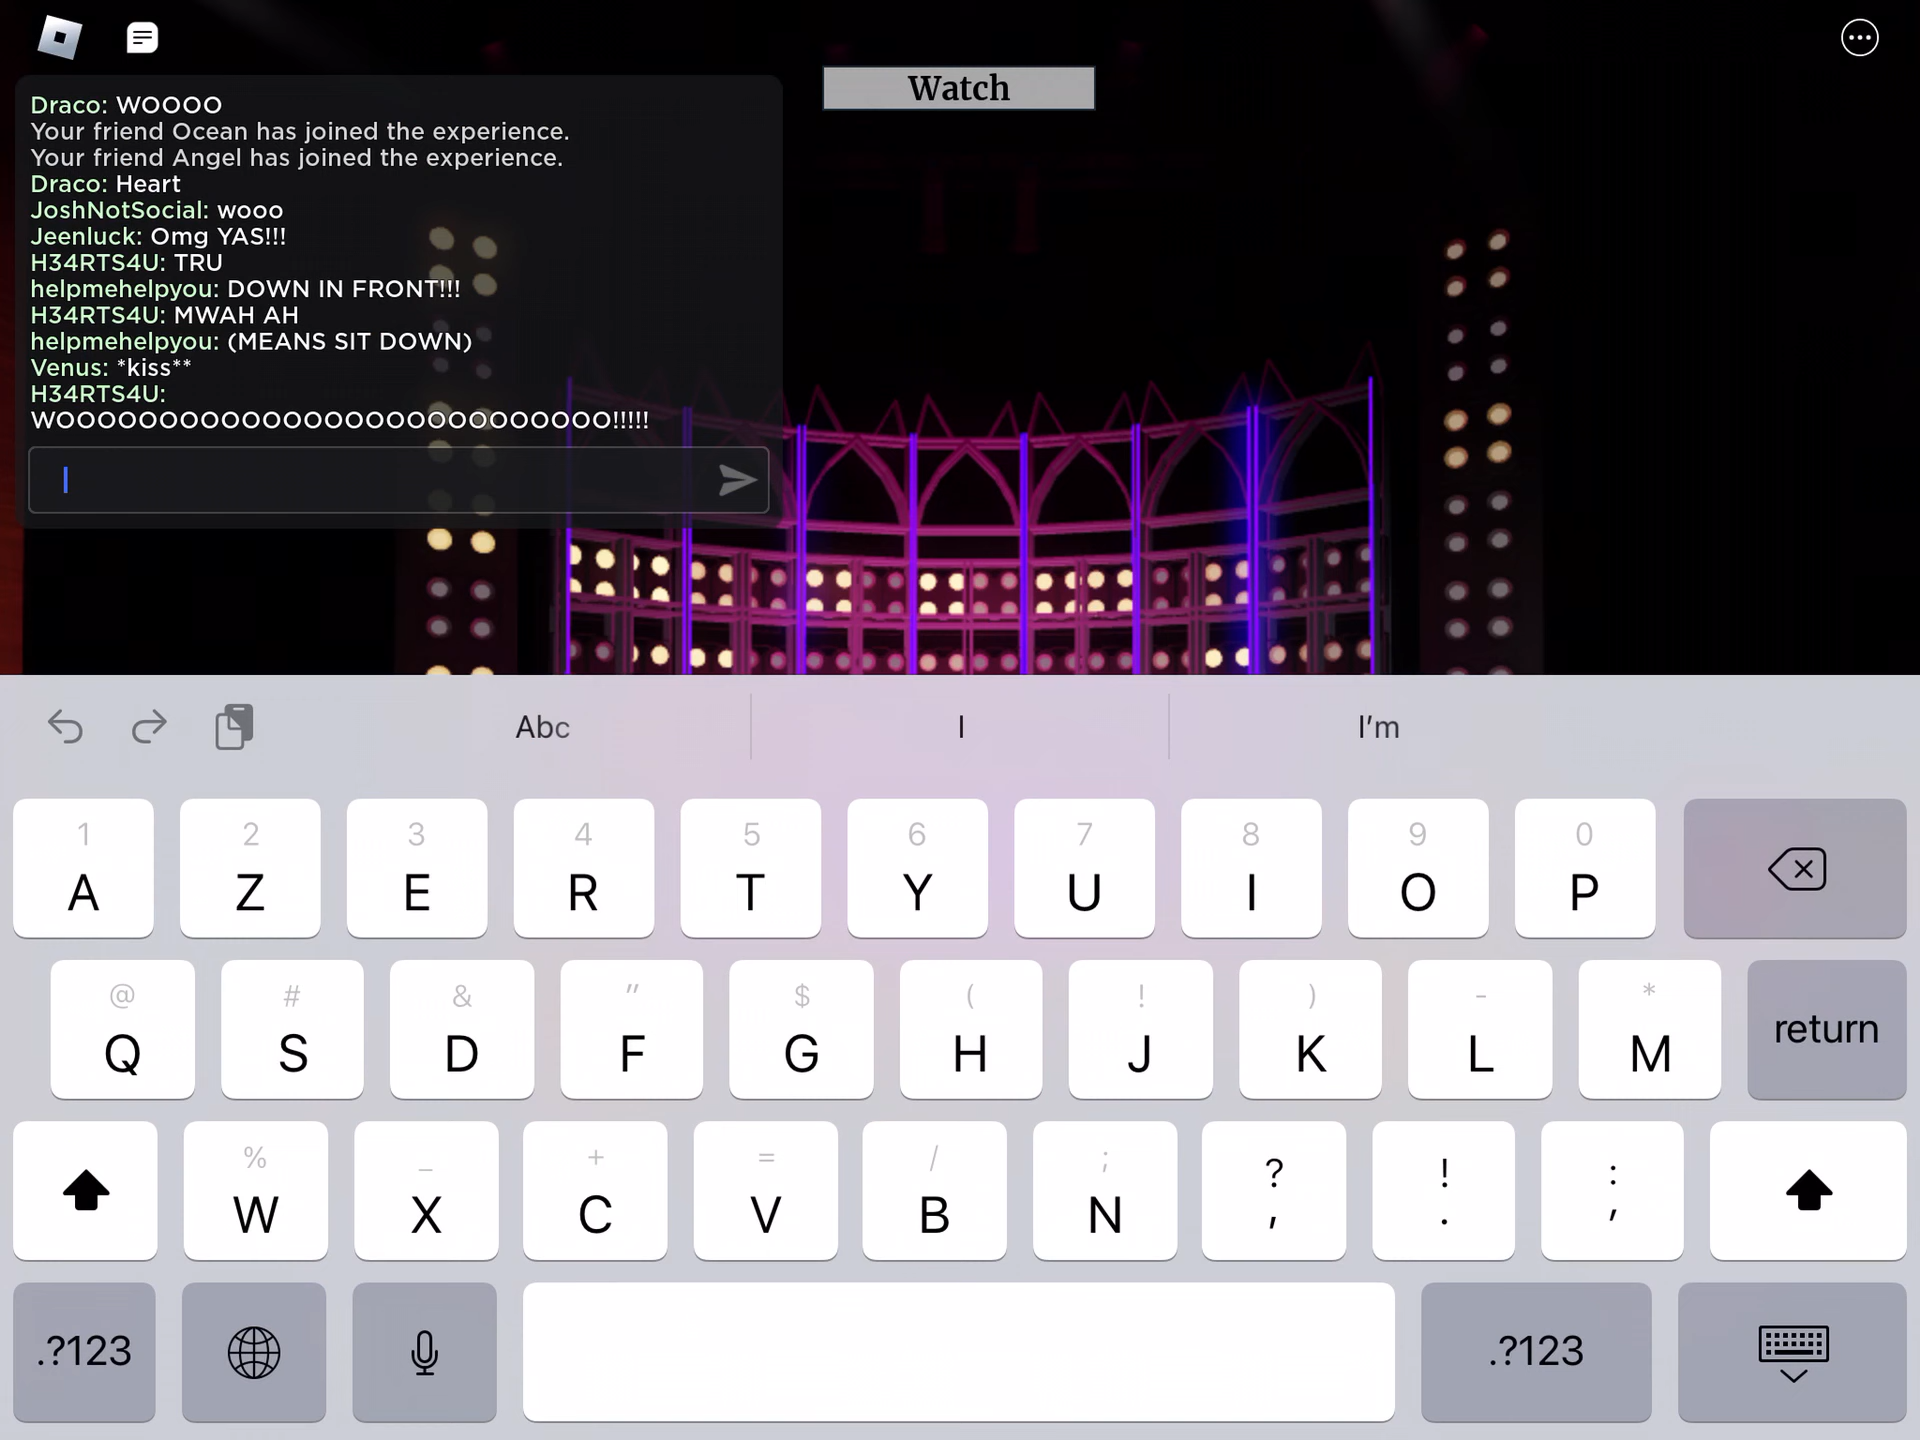 Watch
Draco: WOOOO
Your friend Ocean has joined the experience.
Your friend Angel has joined the experience.
Draco: Heart
JoshNotSocial: wooo
Jeenluck: Omg YAS!!!
H34RTS4U: TRU
helpmehelpyou: DOWN IN FRONT!!!
H34RTS4U: MWAH AH
helpmehelpyou: (MEANS SIT DOWN)
Venus: *kiss**
H34RTS4U:
WOOOOOOOOOOOOOOOOOOOOOOOOOOO!!!!!
Abc I I’m
1 2 3 4 5 6 7 8 9 0
A Z E R T Y U I O P
@ # & " $ ( ! ) - *
Q S D F G H J K L M return
% _ + = / ; ? ! :
W X C V B N , . '
.?123 .?123